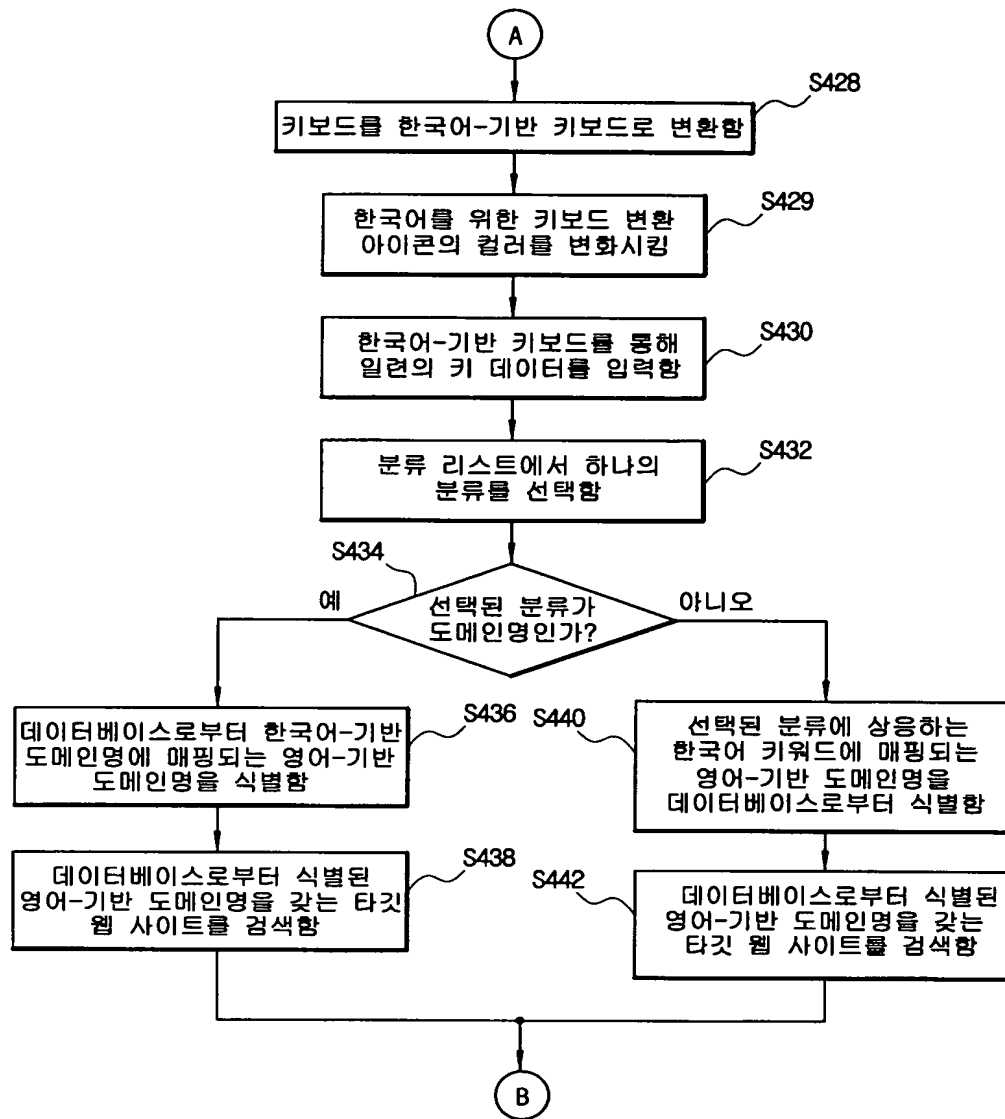 A
S428
키보드를 한국어-기반 키보드로 변환함
S429
한국어를 위한 키보드 변환
아이콘의 컬러를 변화시킴
S430
한국어-기반 키보드를 통해
일련의 키 데이터를 입력함
S432
분류 리스트에서 하나의
분류를 선택함
S434
예
선택된 분류가
도메인명인가?
아니오
S436
데이터베이스로부터 한국어-기반
도메인명에 매핑되는 영어-기반
도메인명을 식별함
S440
선택된 분류에 상응하는
한국어 키워드에 매핑되는
영어-기반 도메인명을
데이터베이스로부터 식별함
S438
데이터베이스로부터 식별된
영어-기반 도메인명을 갖는 타깃
웹 사이트를 검색함
S442
데이터베이스로부터 식별된
영어-기반 도메인명을 갖는
타깃 웹 사이트를 검색함
B